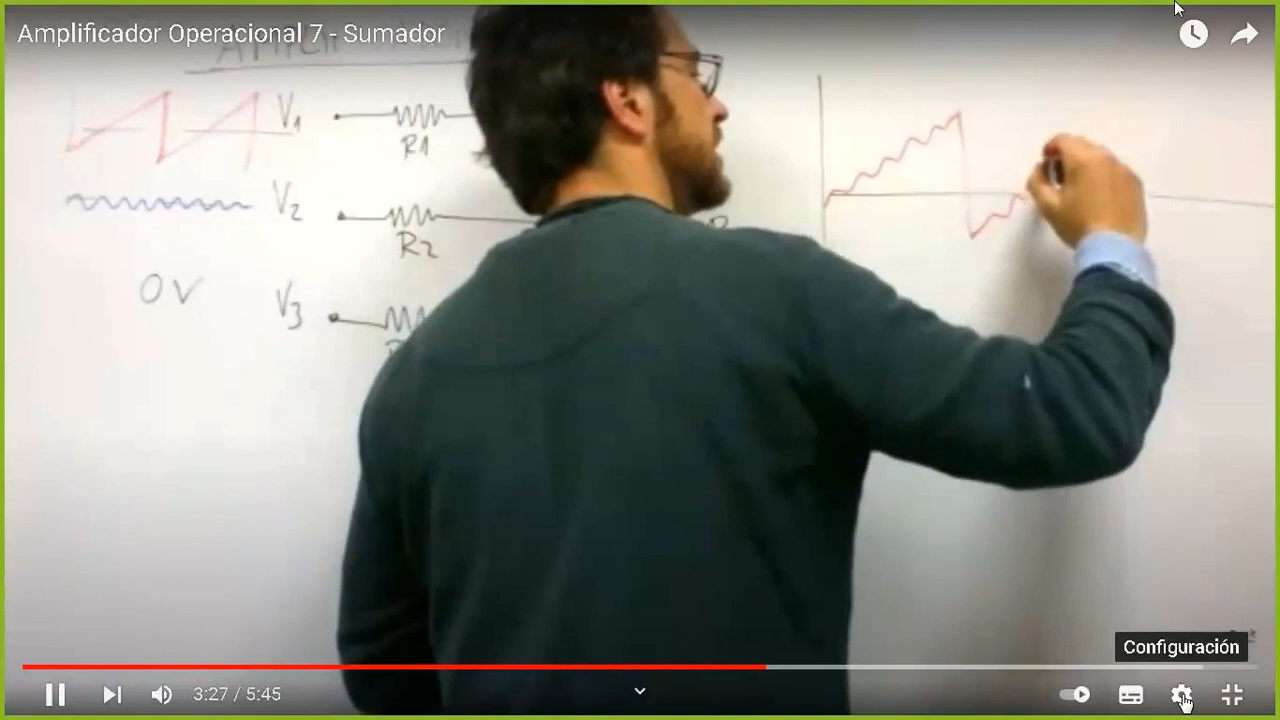 Amplificador Operacional 7 - Sumador
V1
R1
V2
R2
0V
V3
Configuración
3:27 / 5:45